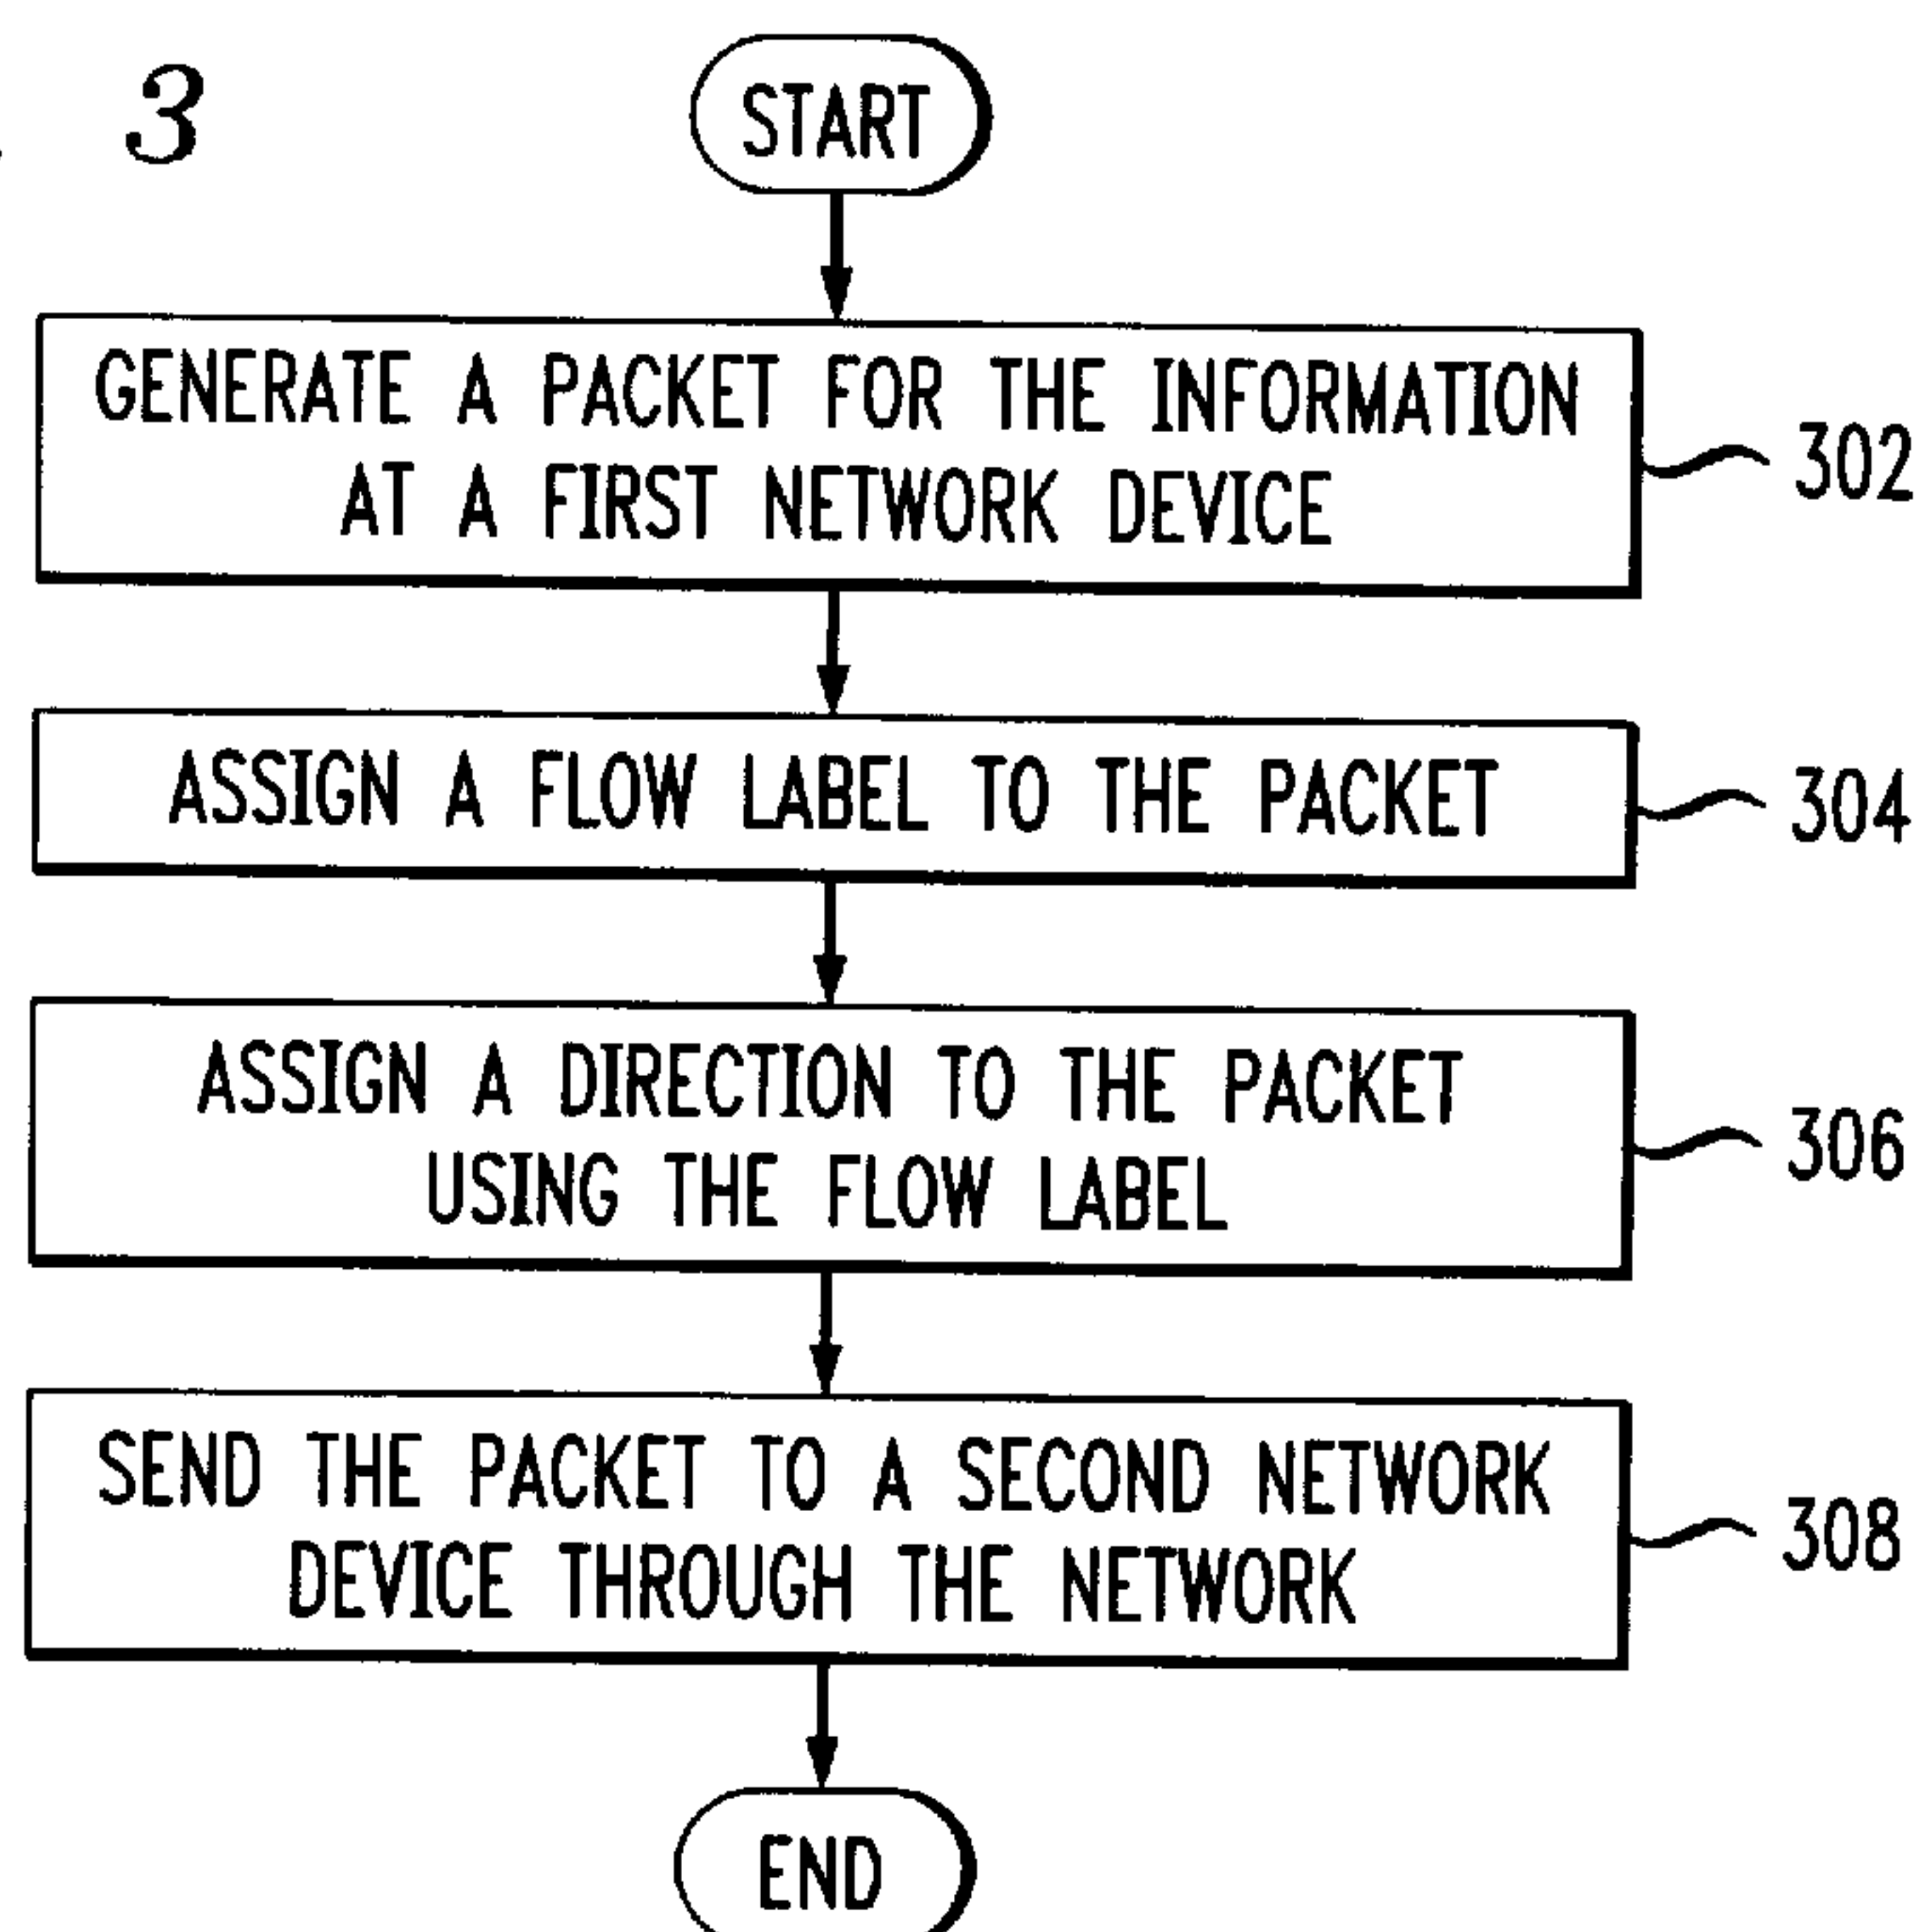 3
START
GENERATE A PACKET FOR THE INFORMATION
AT A FIRST NETWORK DEVICE
302
ASSIGN A FLOW LABEL TO THE PACKET
304
ASSIGN A DIRECTION TO THE PACKET
USING THE FLOW LABEL
306
SEND THE PACKET TO A SECOND NETWORK
DEVICE THROUGH THE NETWORK
308
END